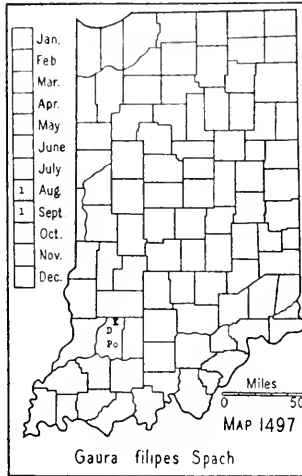 Jan.
Feb
Mar.
Apr.
May
June
July
1 Aug
1 Sept.
Oct.
Nov.
Dec.
K
D
Po
Miles
0 50
MAP 1497
Gaura filipes Spach